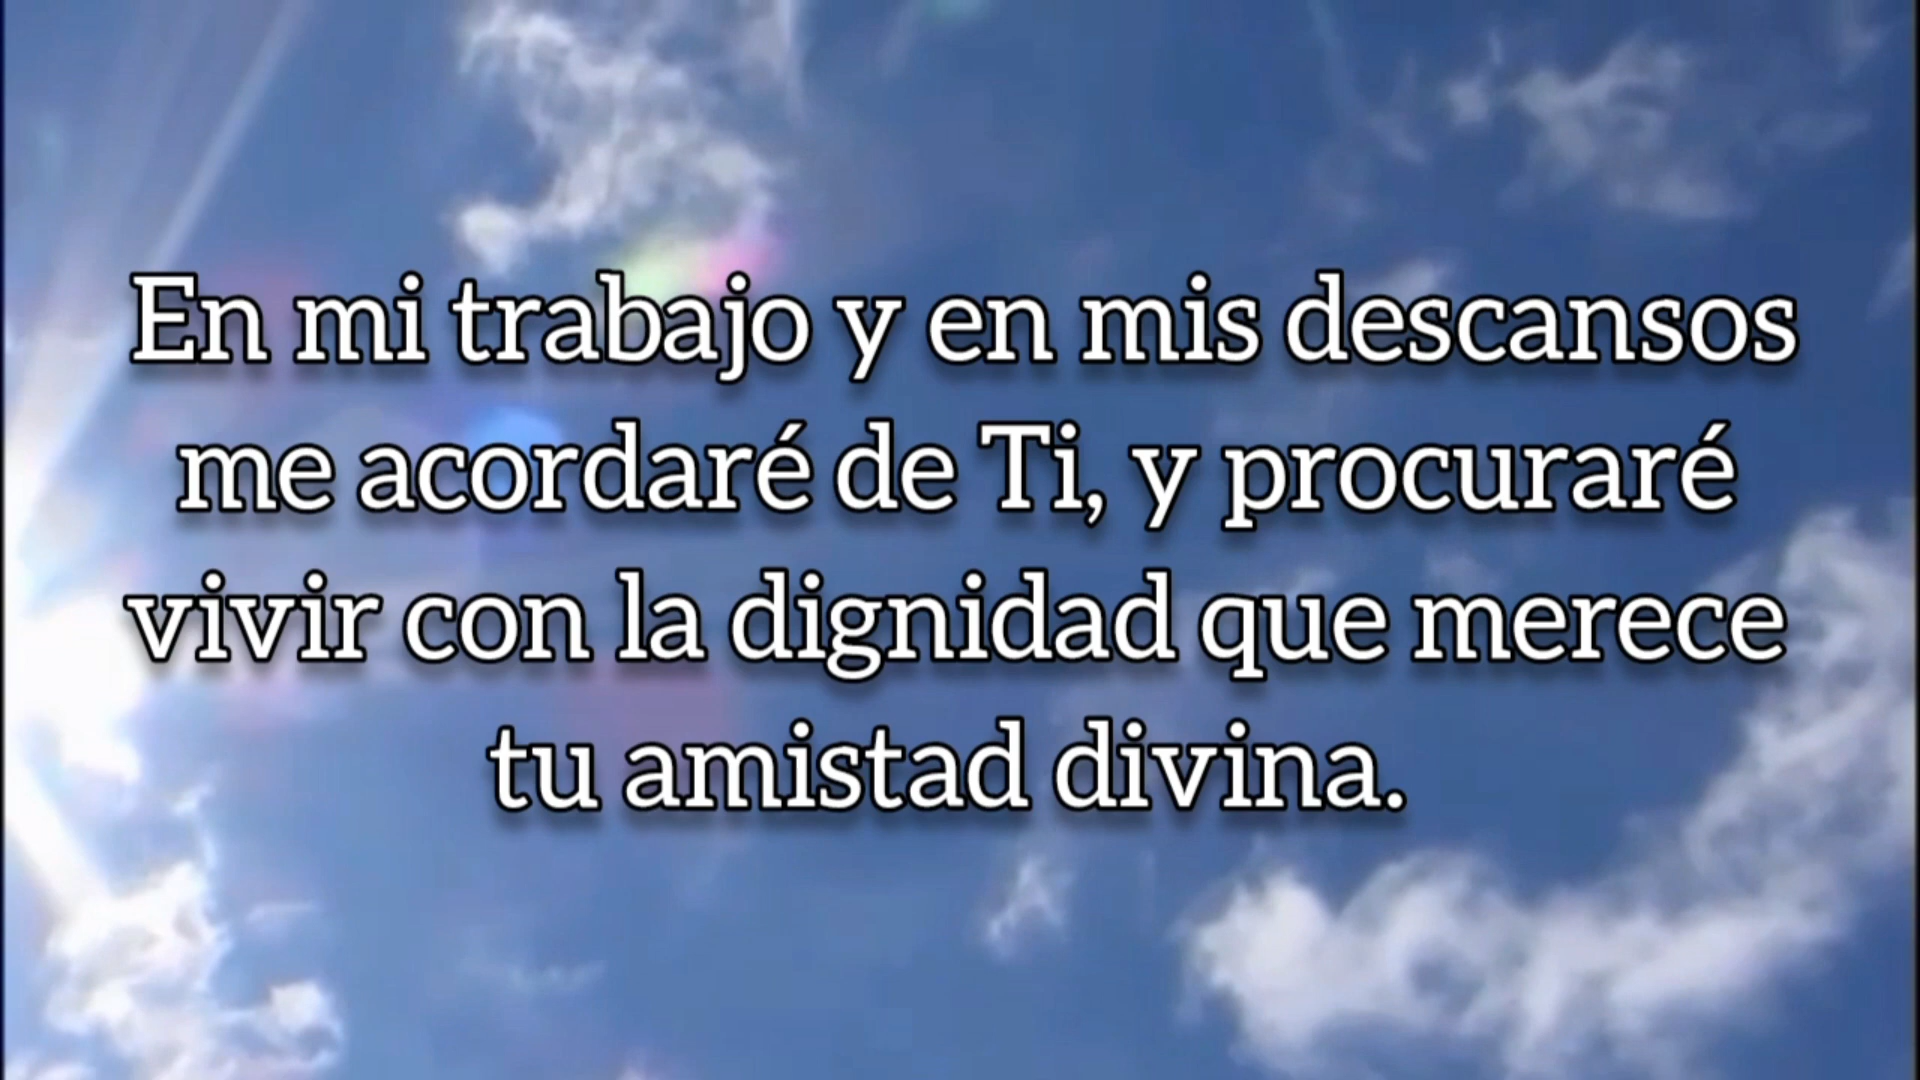 En mi trabajo y en mis descansos
me acordaré de Ti, y procuraré
vivir con la dignidad que merece
tu amistad divina.